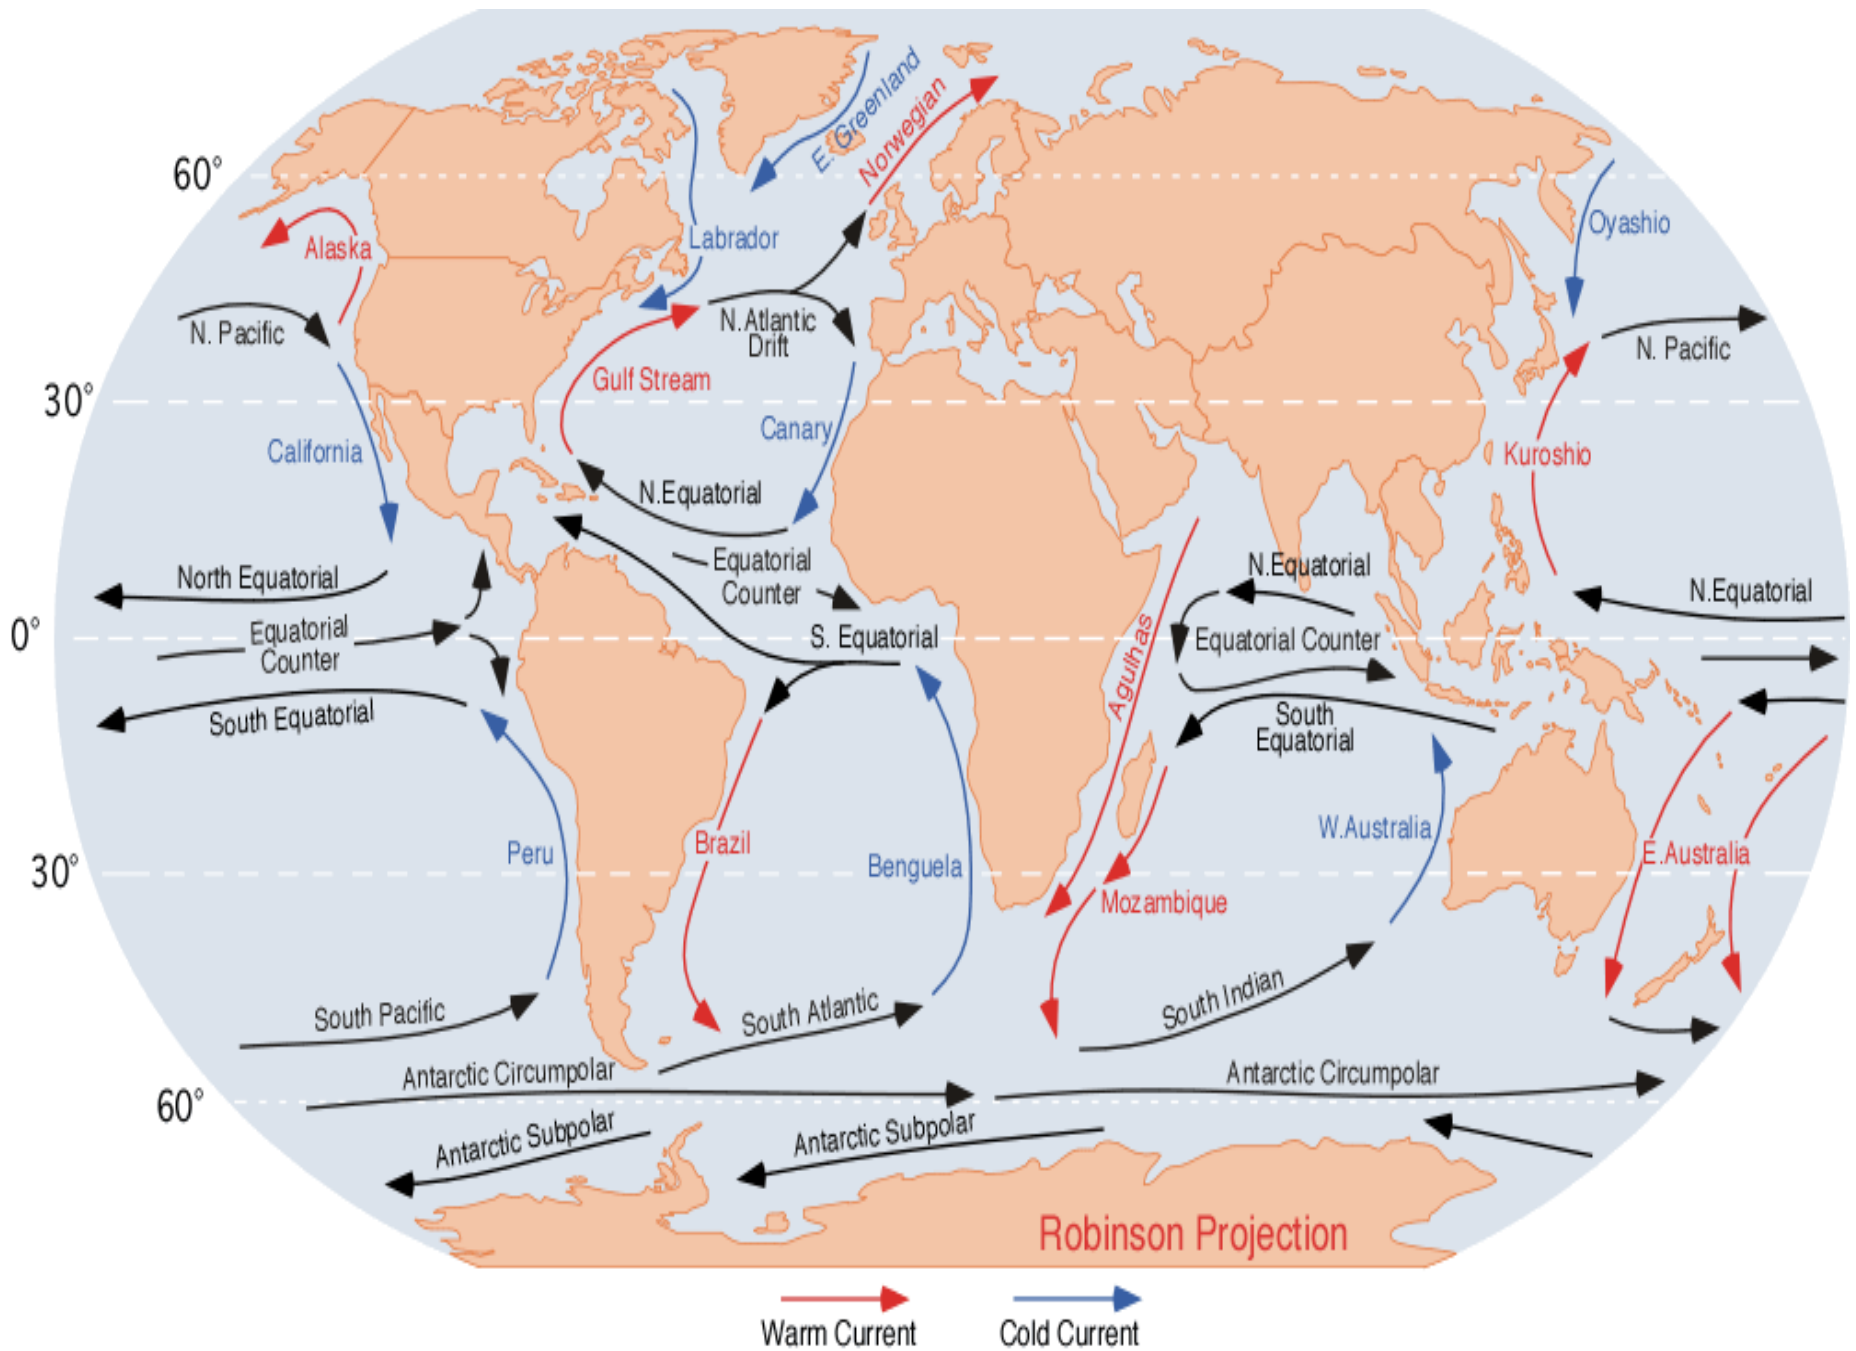 60°
30°
0°
30°
60°
E. Greenland
Norwegian
Labrador
Alaska
N. Pacific
N.Atlantic
Drift
Gulf Stream
Canary
California
N.Equatorial
Equatorial
Counter
North Equatorial
Equatorial
Counter
South Equatorial
S. Equatorial
Oyashio
N. Pacific
Kuroshio
N.Equatorial
N.Equatorial
Equatorial Counter
South
Equatorial
Agulhas
Mozambique
W.Australia
E.Australia
Peru
Brazil
Benguela
South Pacific
South Atlantic
South Indian
Antarctic Circumpolar
Antarctic Circumpolar
Antarctic Subpolar
Antarctic Subpolar
Robinson Projection
Warm Current
Cold Current